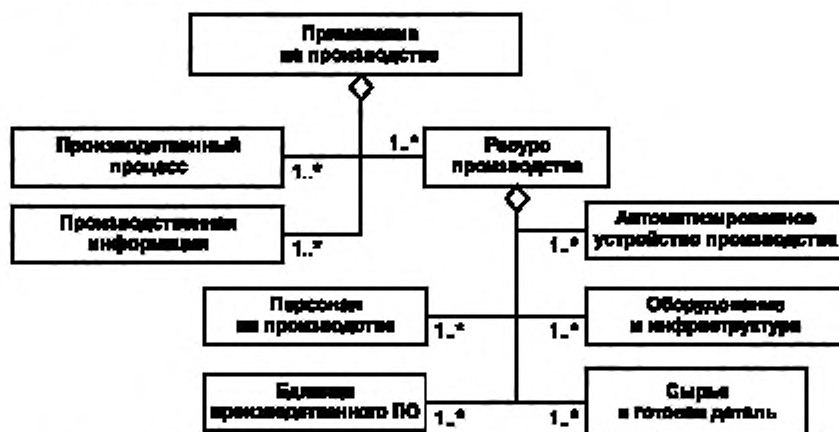 Применение
на производстве
Производственный
процесс
1..*
1..*
Ресурс
производства
Производственная
информация
1..*
Автоматизированное
устройство производства
1..*
Персонал
на производстве
1..*
Оборудование
и инфраструктура
1..*
Единица
производственного ПО
1..*
Сырье
и готовая деталь
1..*